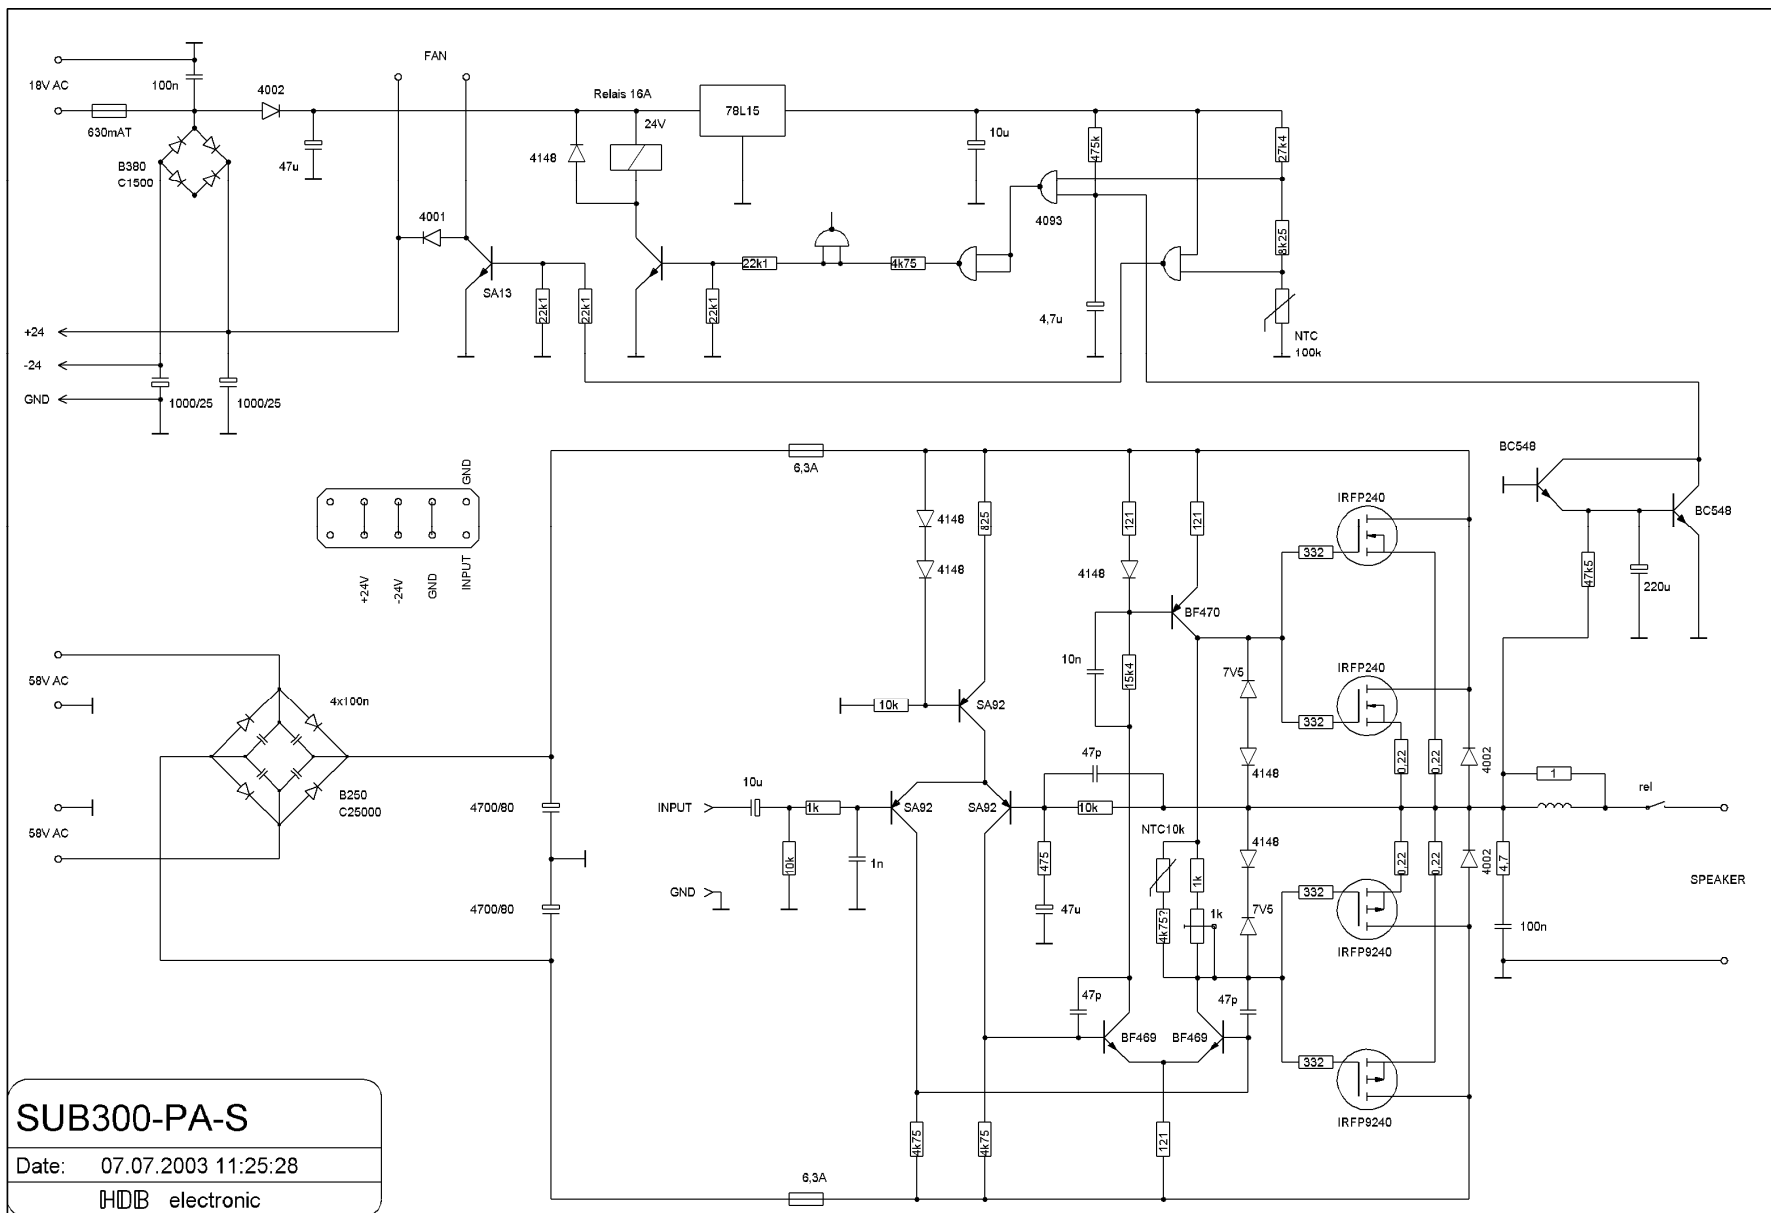 18V AC
100n
4002
FAN
Relais 16A
24V
78L15
630mAT
B380
C1500
47u
4148
10u
475k
27k4
4001
SA13
22k1
22k1
22k1
22k1
4k75
4093
8k25
4,7u
NTC
100k
+24
-24
GND
1000/25
1000/25
6,3A
GND
+24V
-24V
GND
INPUT
4148
4148
825
121
121
4148
BF470
10n
15k4
7V5
IRFP240
332
BC548
BC548
47k5
220u
IRFP240
332
58V AC
4x100n
B250
C25000
58V AC
4700/80
4700/80
10k
SA92
47p
4148
0,22
0,22
4002
1
rel
INPUT
10u
1k
SA92
SA92
10k
10k
1n
475
47u
GND
NTC10k
4k75?
1k
1k
4148
7V5
332
0,22
0,22
4002
4,7
100n
SPEAKER
IRFP9240
47p
BF469
BF469
47p
332
IRFP9240
4k75
4k75
121
6,3A
SUB300-PA-S
Date: 07.07.2003 11:25:28
HDB electronic